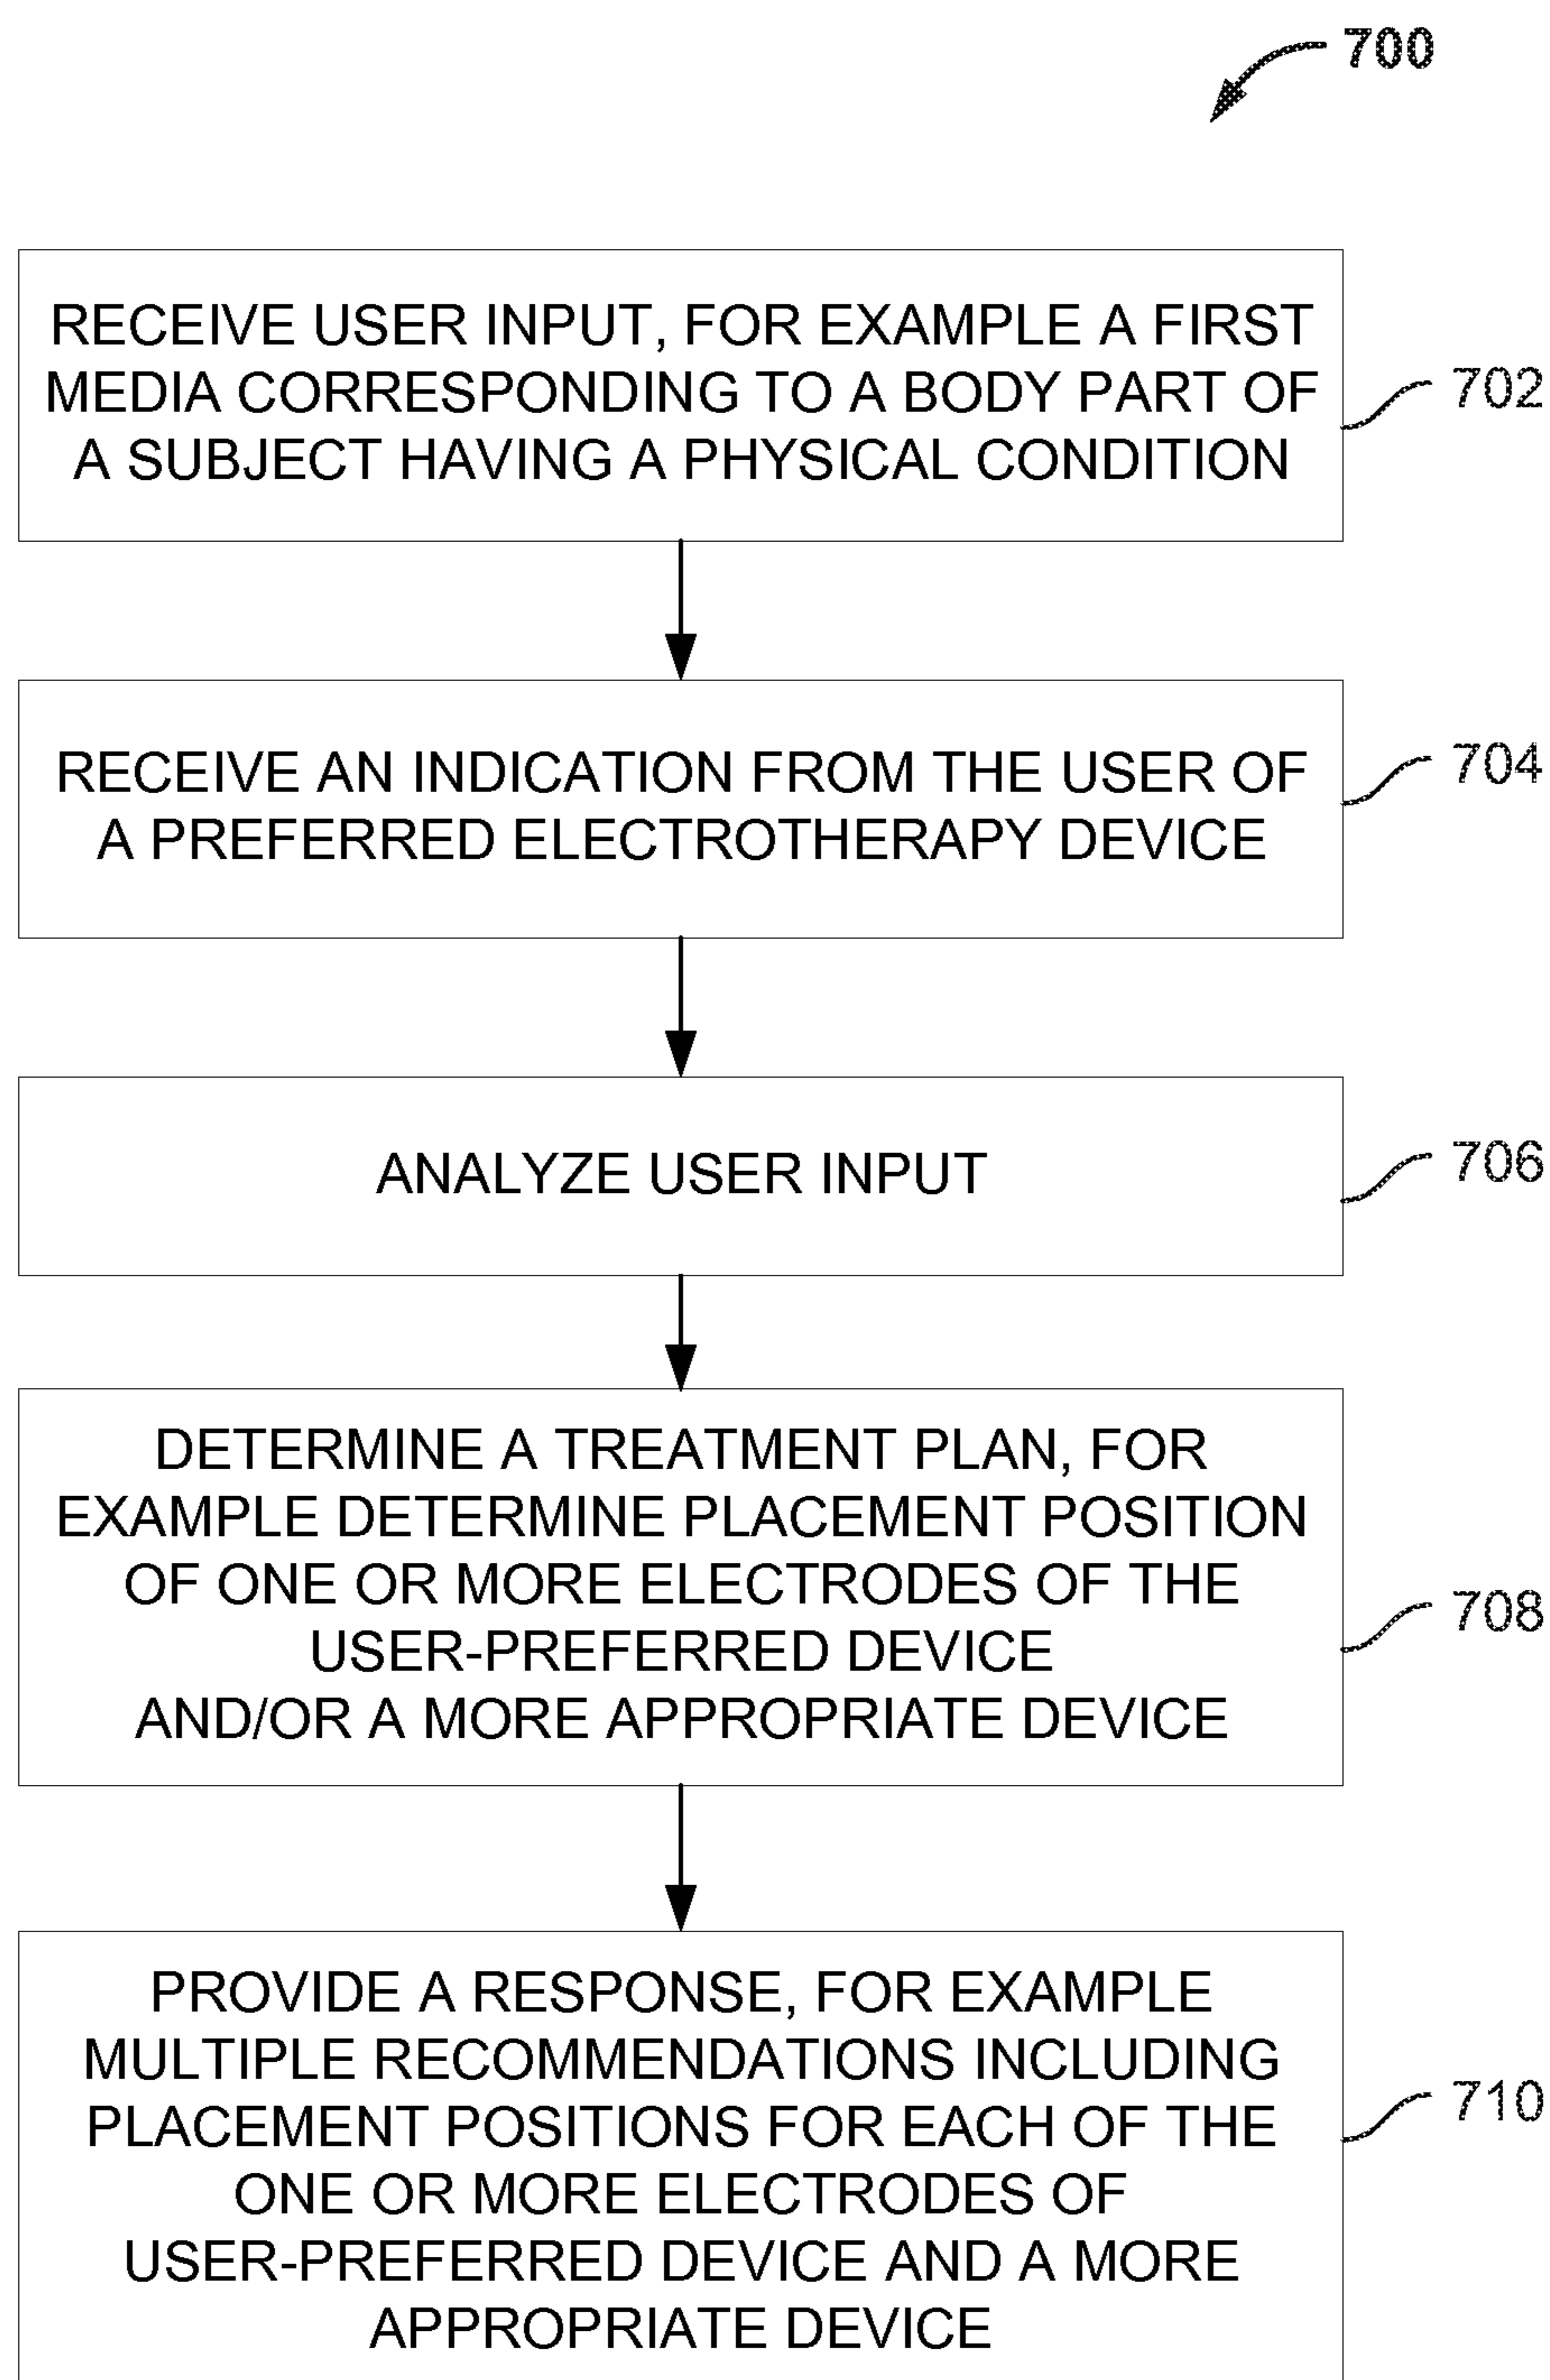 700
RECEIVE USER INPUT, FOR EXAMPLE A FIRST
MEDIA CORRESPONDING TO A BODY PART OF
A SUBJECT HAVING A PHYSICAL CONDITION
702
RECEIVE AN INDICATION FROM THE USER OF
A PREFERRED ELECTROTHERAPY DEVICE
704
ANALYZE USER INPUT
706
DETERMINE A TREATMENT PLAN, FOR
EXAMPLE DETERMINE PLACEMENT POSITION
OF ONE OR MORE ELECTRODES OF THE
USER-PREFERRED DEVICE
AND/OR A MORE APPROPRIATE DEVICE
708
PROVIDE A RESPONSE, FOR EXAMPLE
MULTIPLE RECOMMENDATIONS INCLUDING
PLACEMENT POSITIONS FOR EACH OF THE
ONE OR MORE ELECTRODES OF
USER-PREFERRED DEVICE AND A MORE
APPROPRIATE DEVICE
710